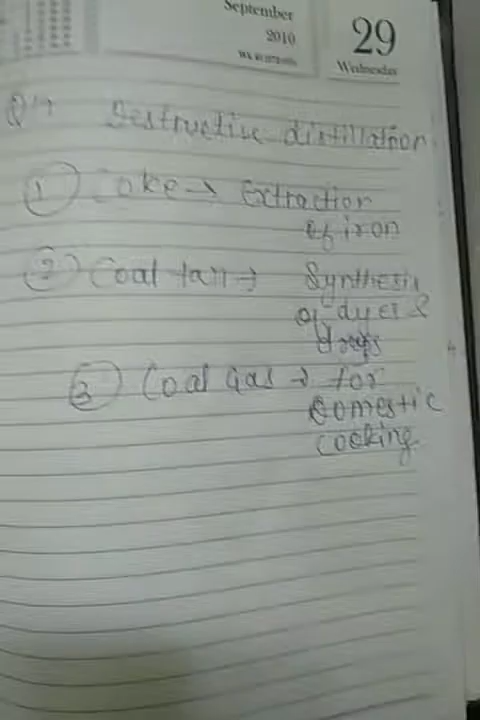 September
2010
29
Wednesday
Destructive distillation
① Coke → Extraction
of iron
② Coal tar → Synthesis
of dyes &
drugs
③ Coal Gas → for
Domestic
cooking.